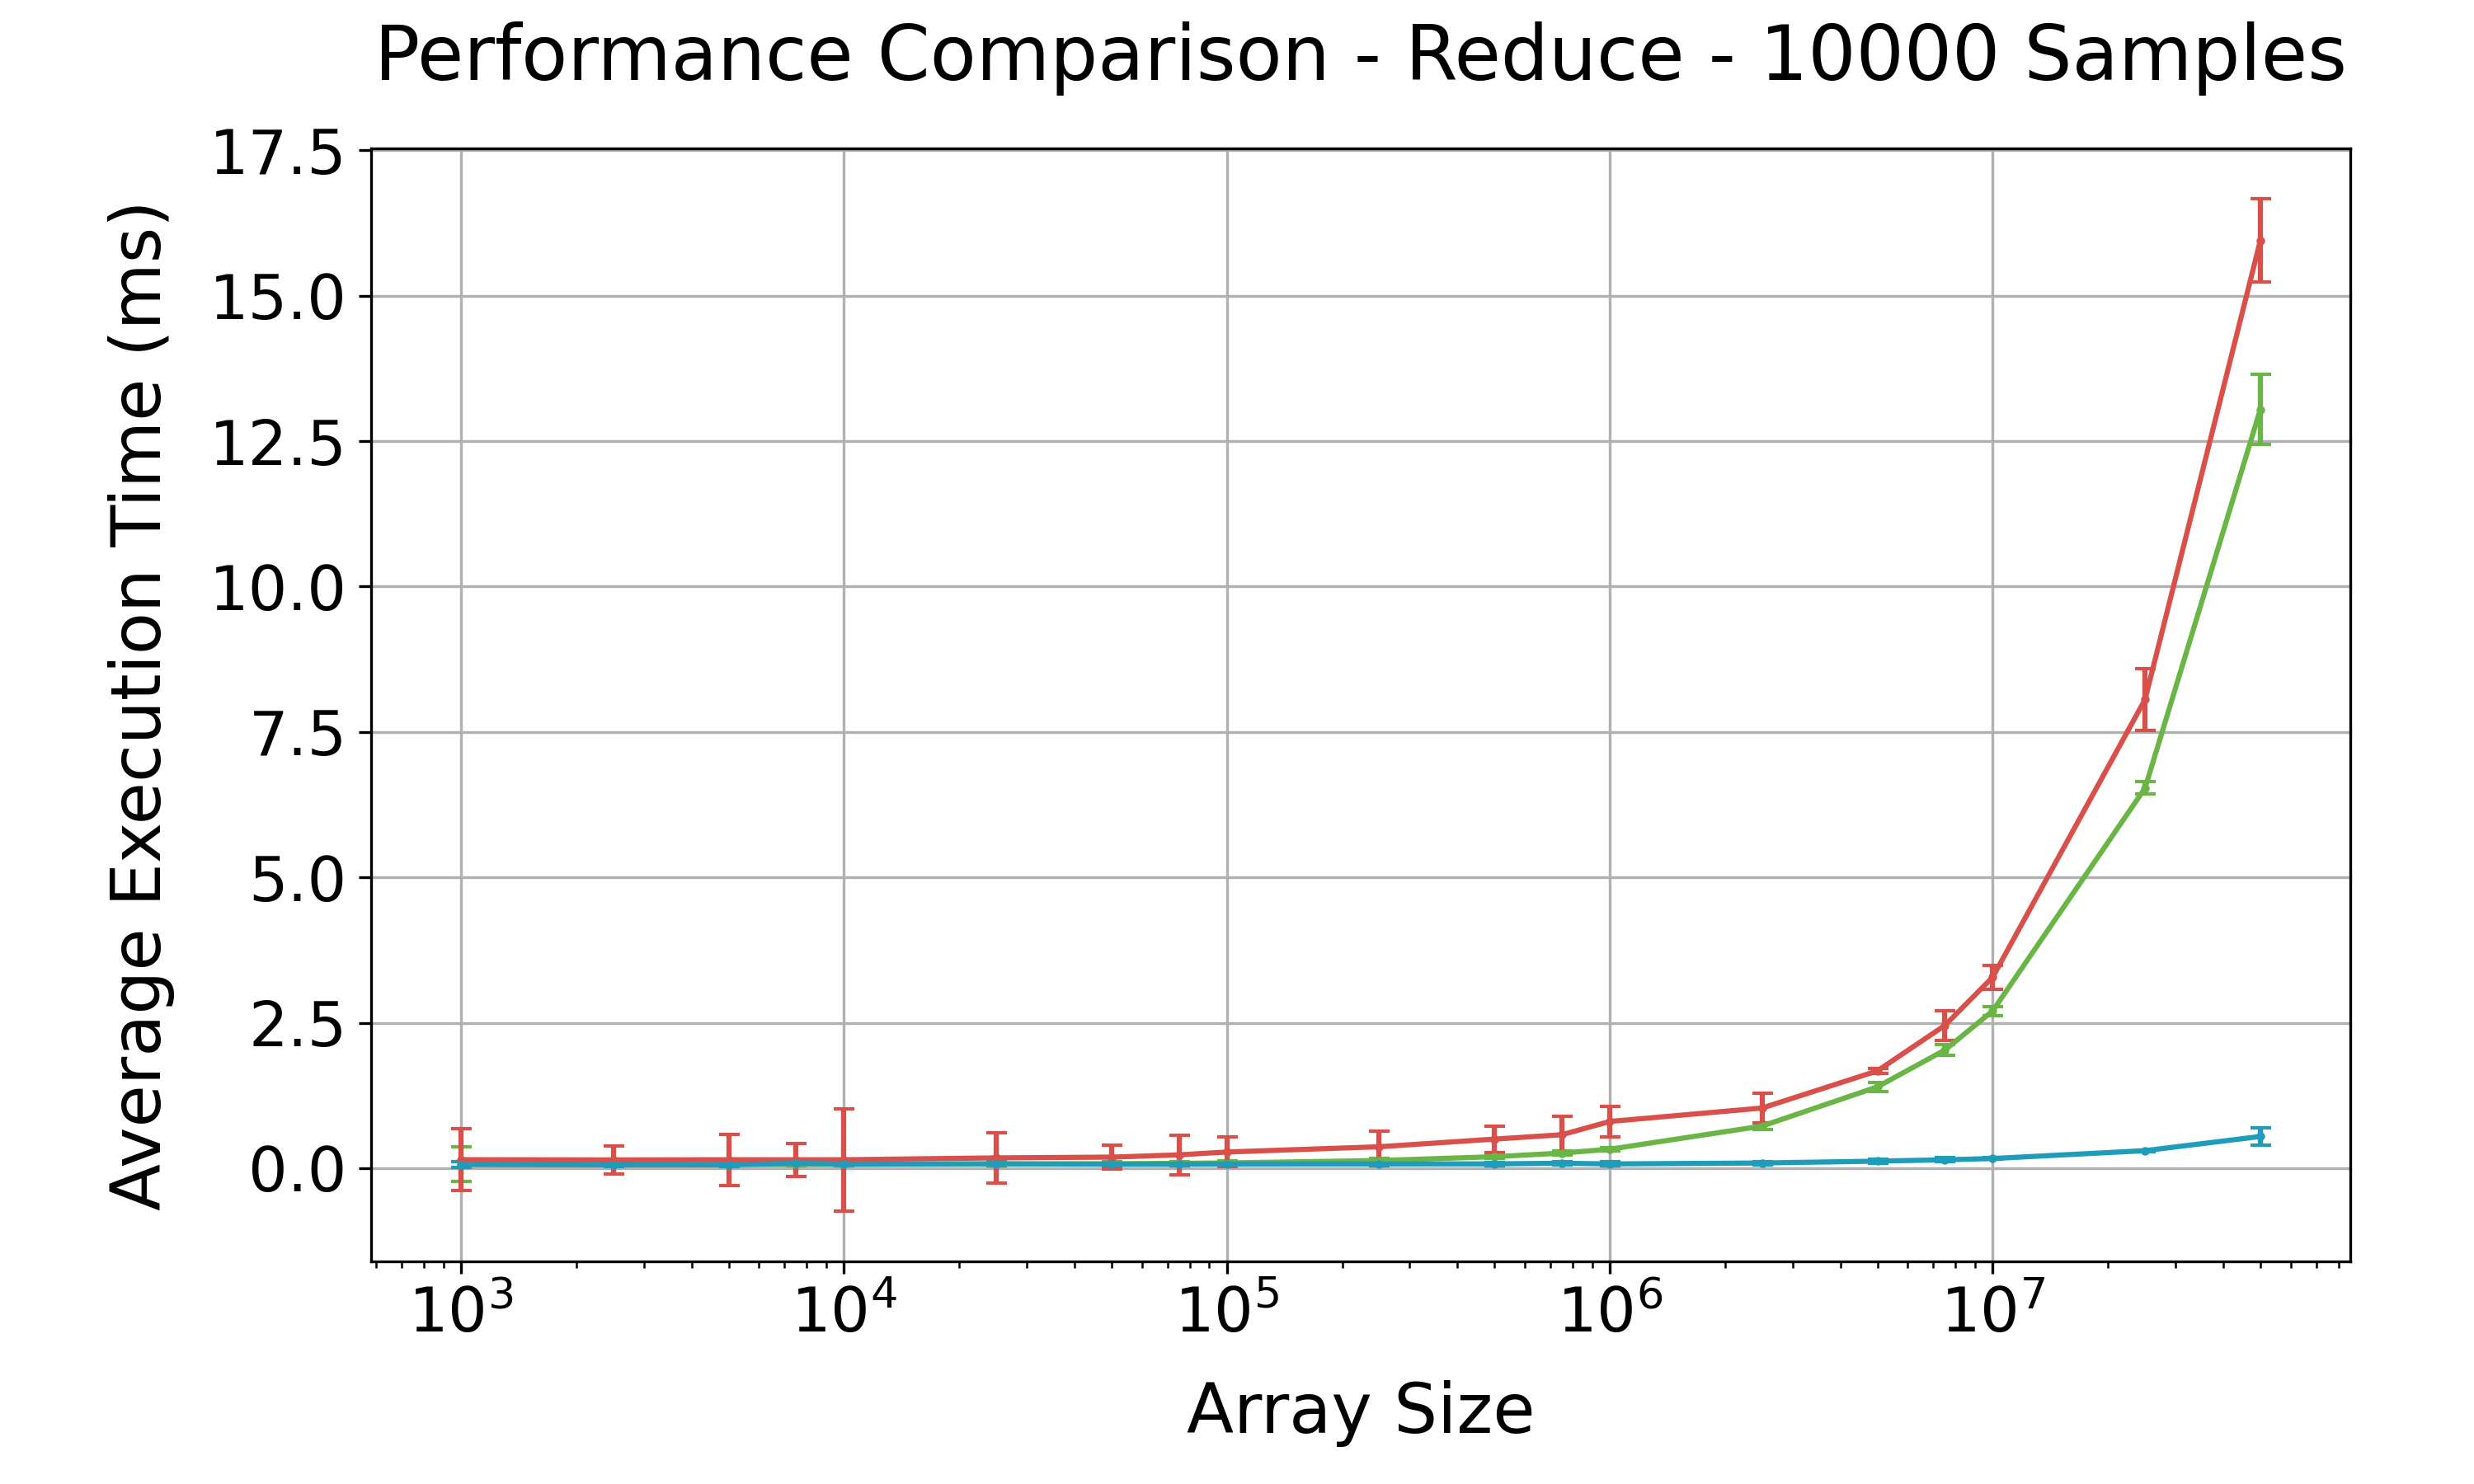 Performance Comparison - Reduce - 10000 Samples
Average Execution Time (ms)
17.5
15.0
12.5
10.0
7.5
5.0
2.5
0.0
10³ 10⁴ 10⁵ 10⁶ 10⁷
Array Size